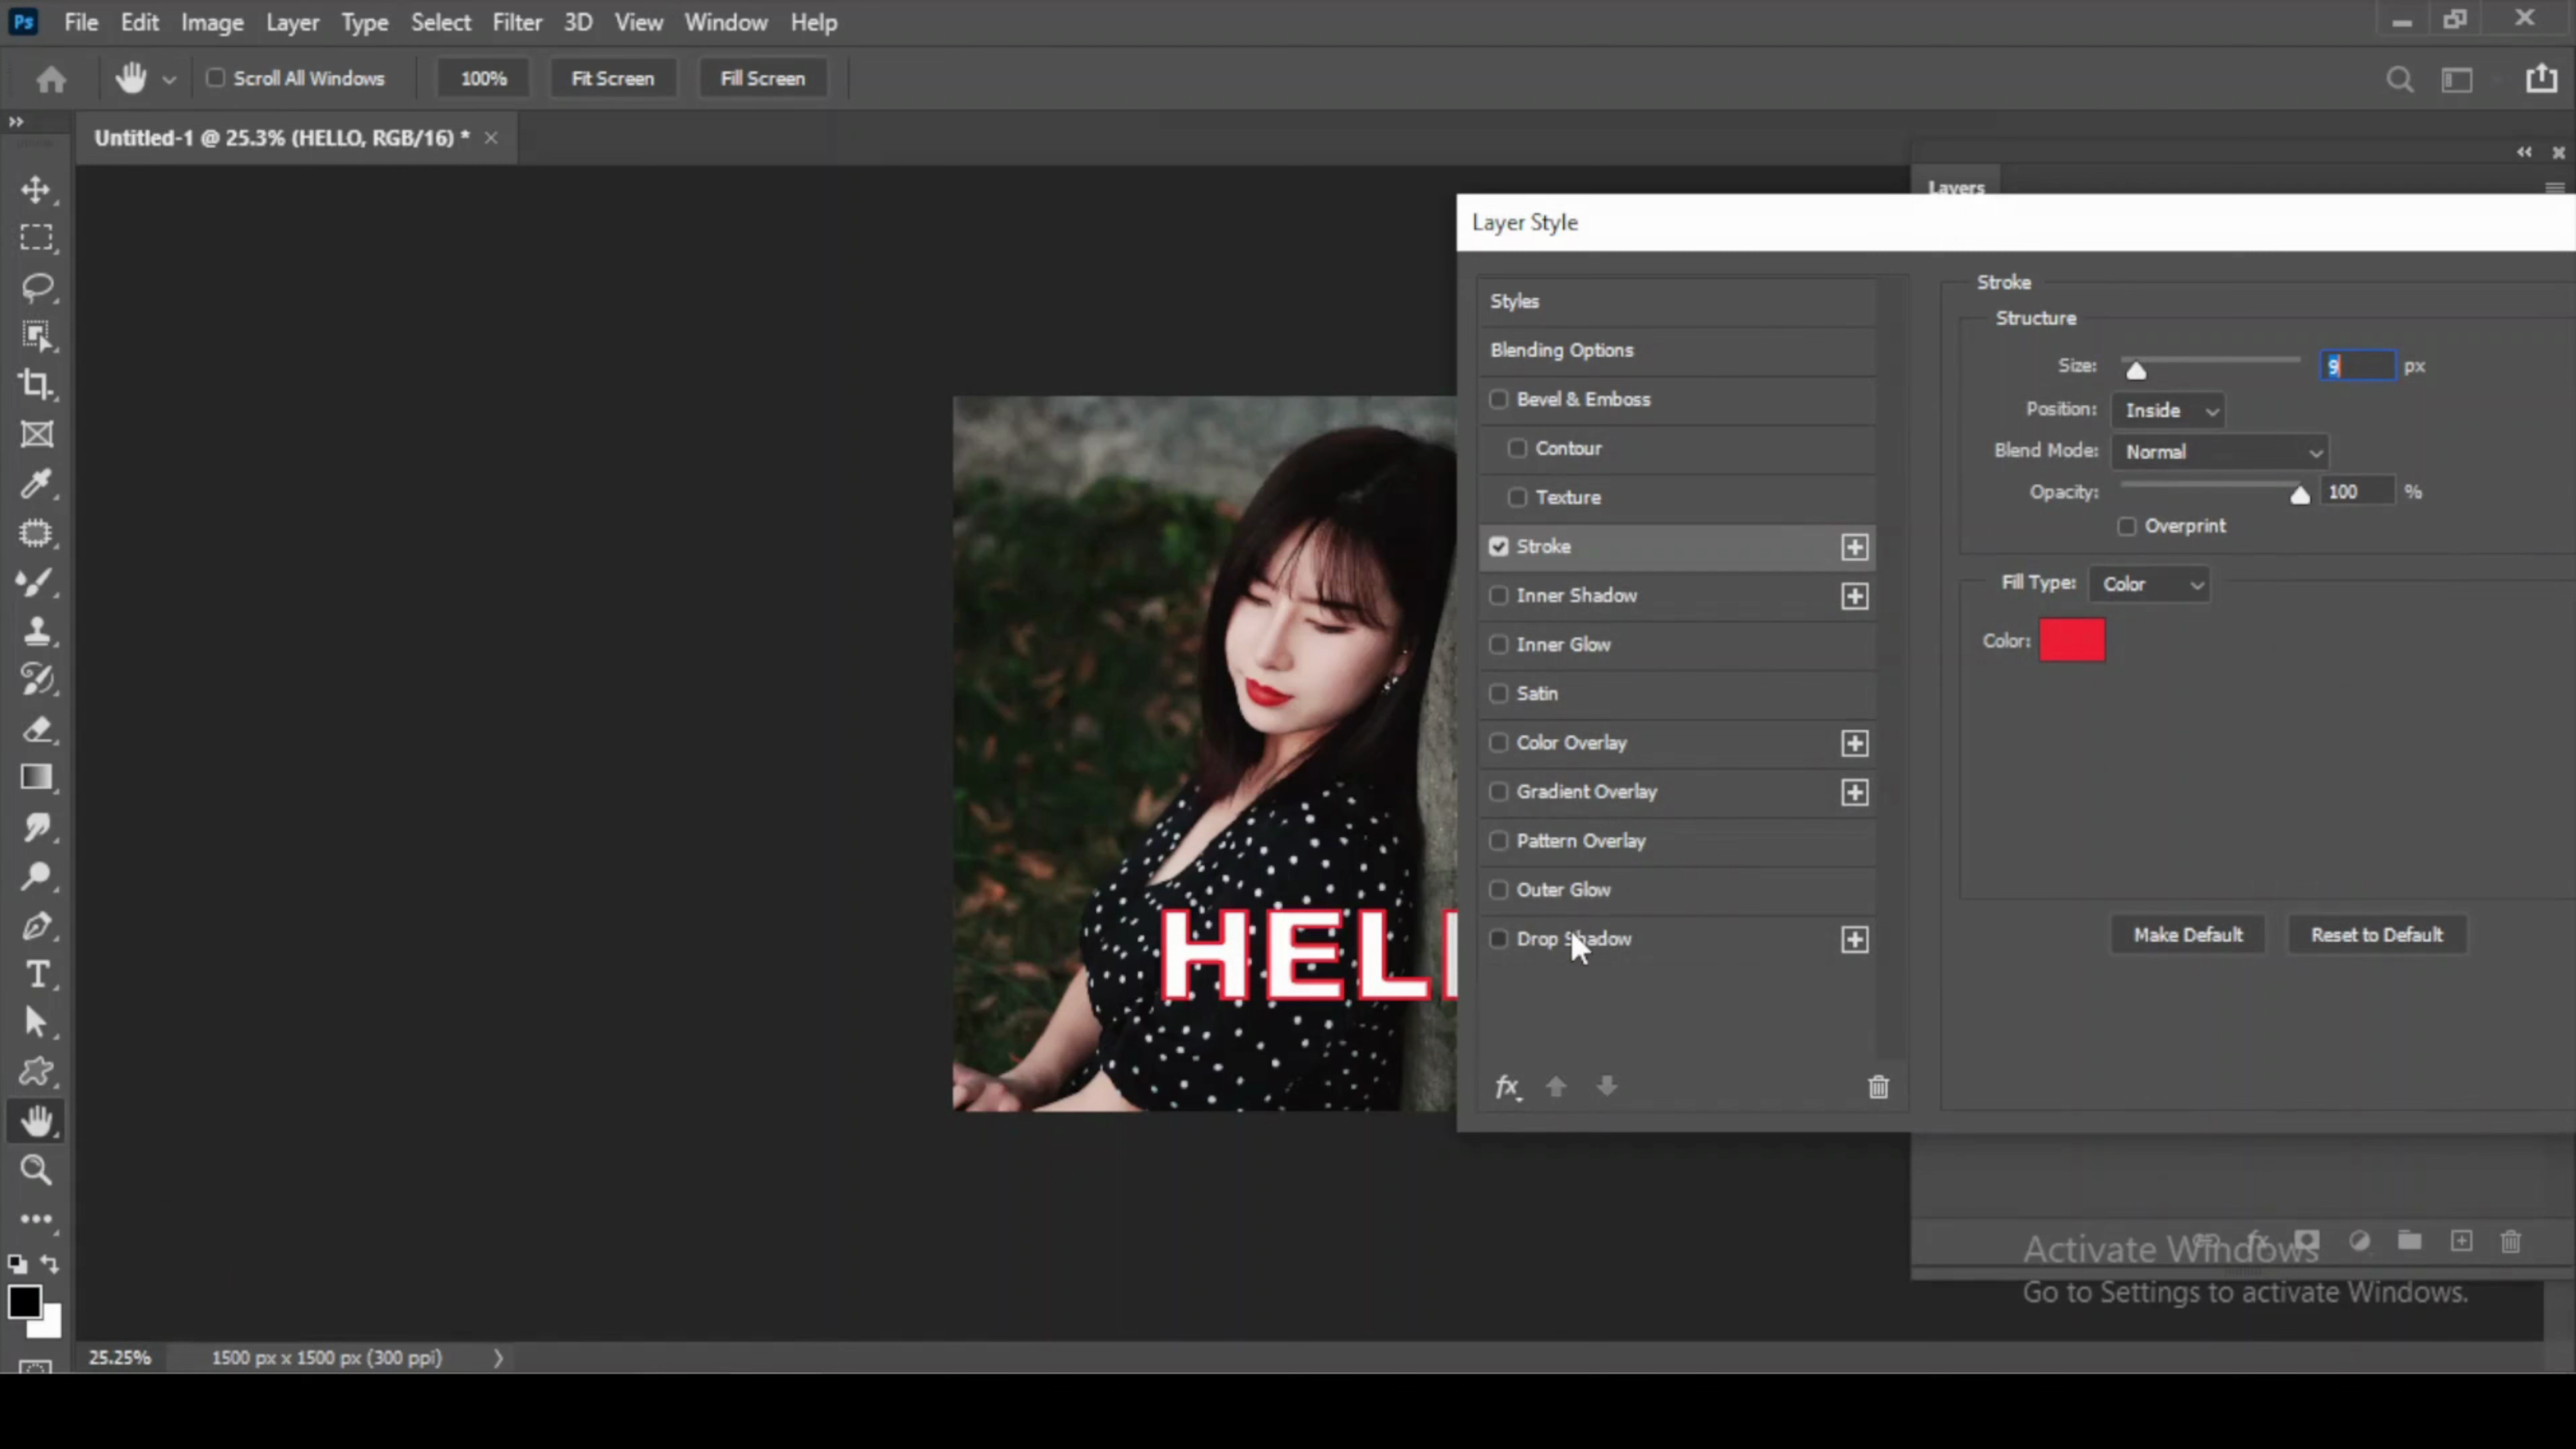 Ps File Edit Image Layer Type Select Filter 3D View Window Help
Scroll All Windows 100% Fit Screen Fill Screen
Untitled-1 @ 25.3% (HELLO, RGB/16) *
Layers
Layer Style
Styles
Blending Options
Bevel & Emboss
Contour
Texture
Stroke
Inner Shadow
Inner Glow
Satin
Color Overlay
Gradient Overlay
Pattern Overlay
Outer Glow
Drop Shadow
fx
Stroke
Structure
Size: 9 px
Position: Inside
Blend Mode: Normal
Opacity: 100 %
Overprint
Fill Type: Color
Color:
Make Default Reset to Default
HELL
T
fx
Activate Windows
Go to Settings to activate Windows.
25.25% 1500 px x 1500 px (300 ppi)